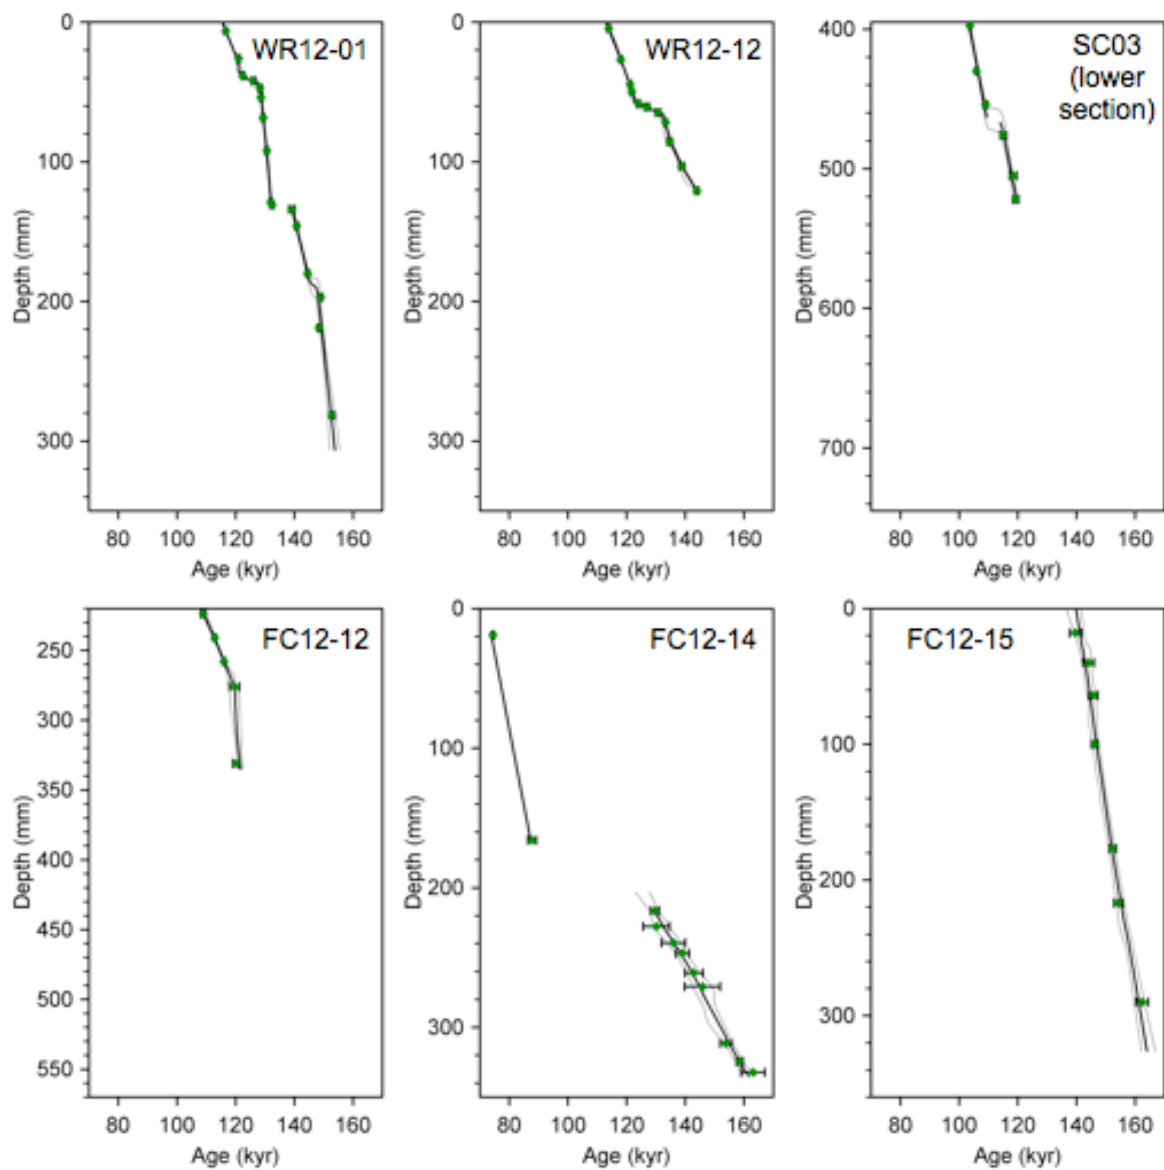 WR12-01
0
100
200
300
Depth (mm)
80 100 120 140 160
Age (kyr)
WR12-12
0
100
200
300
Depth (mm)
80 100 120 140 160
Age (kyr)
SC03
(lower
section)
400
500
600
700
Depth (mm)
80 100 120 140 160
Age (kyr)
FC12-12
250
300
350
400
450
500
550
Depth (mm)
80 100 120 140 160
Age (kyr)
FC12-14
0
100
200
300
Depth (mm)
80 100 120 140 160
Age (kyr)
FC12-15
0
100
200
300
Depth (mm)
80 100 120 140 160
Age (kyr)